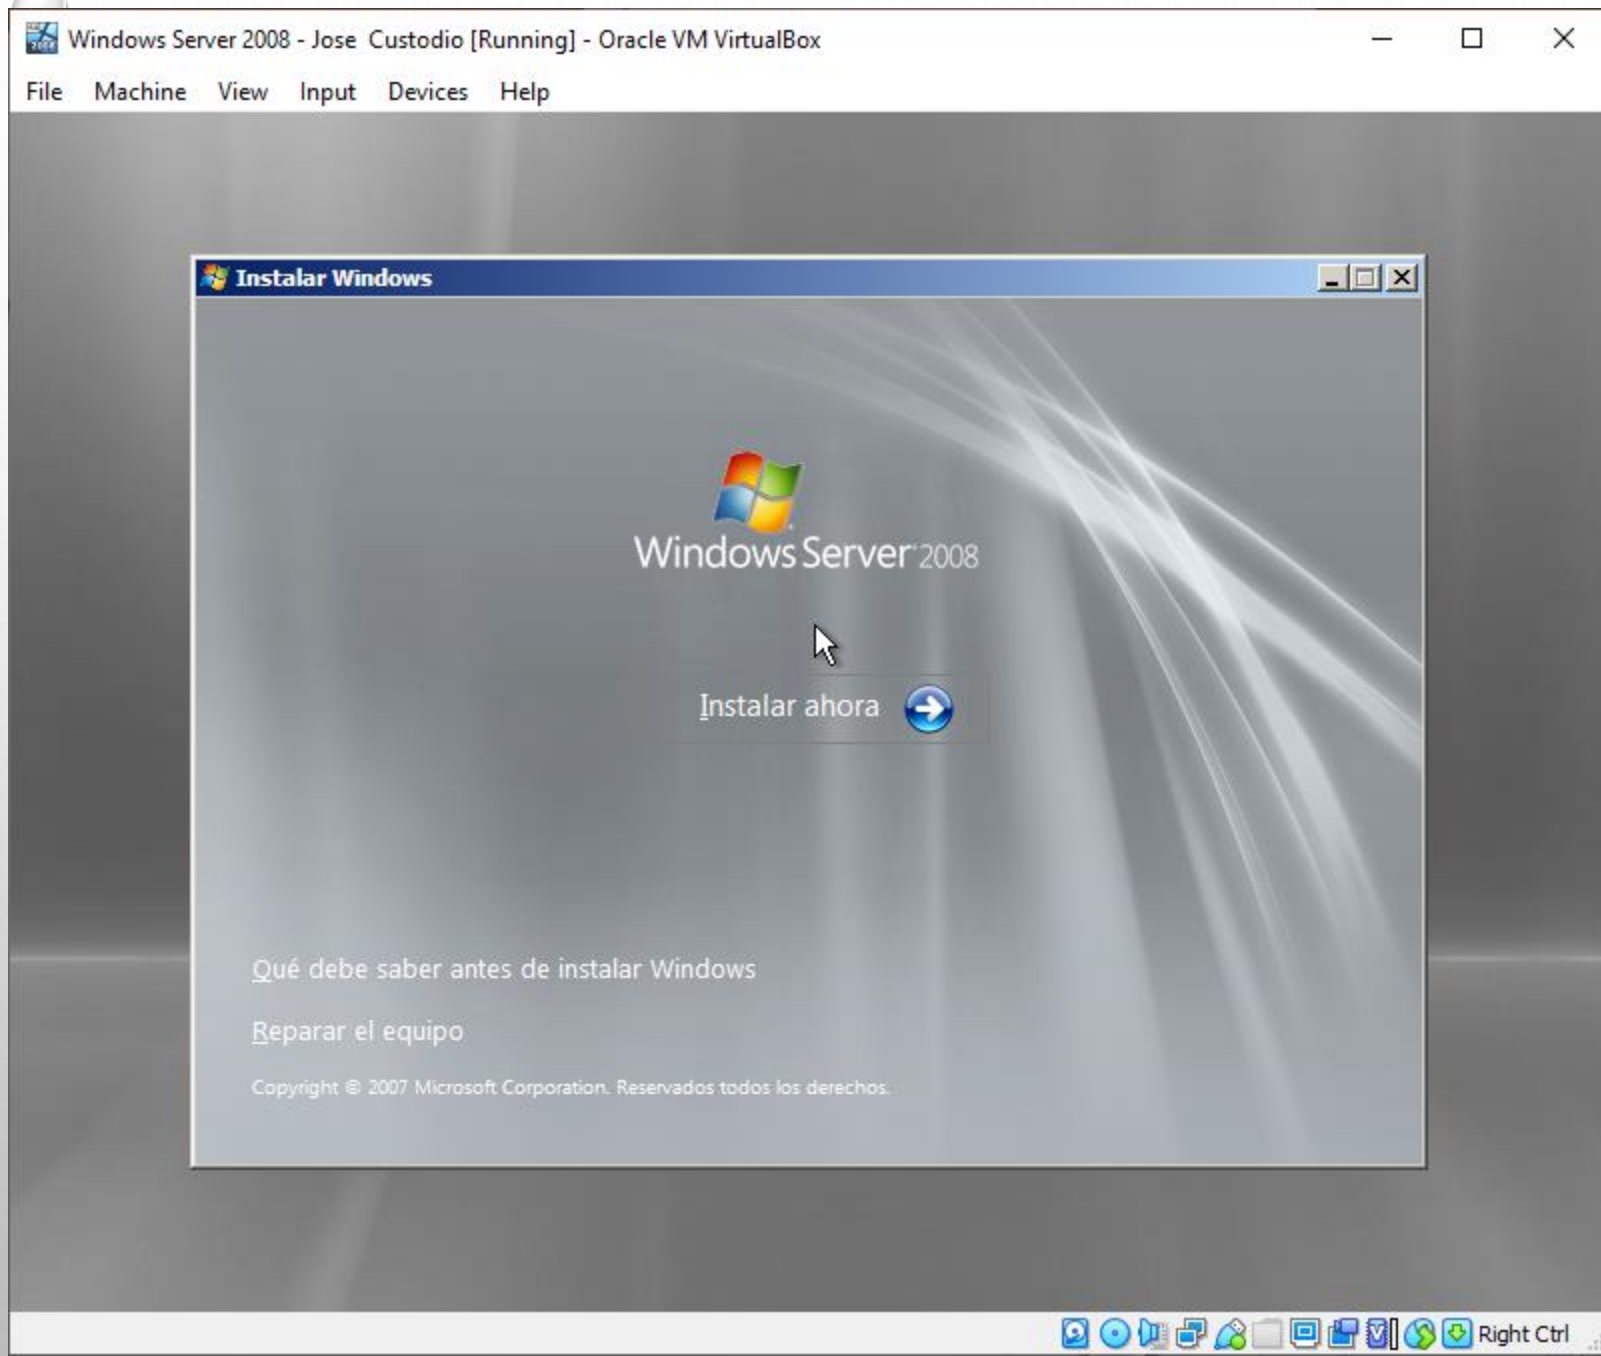 Windows Server 2008 - Jose Custodio [Running] - Oracle VM VirtualBox
File Machine View Input Devices Help
Instalar Windows
Windows Server 2008
Instalar ahora
Qué debe saber antes de instalar Windows
Reparar el equipo
Copyright © 2007 Microsoft Corporation. Reservados todos los derechos.
Right Ctrl